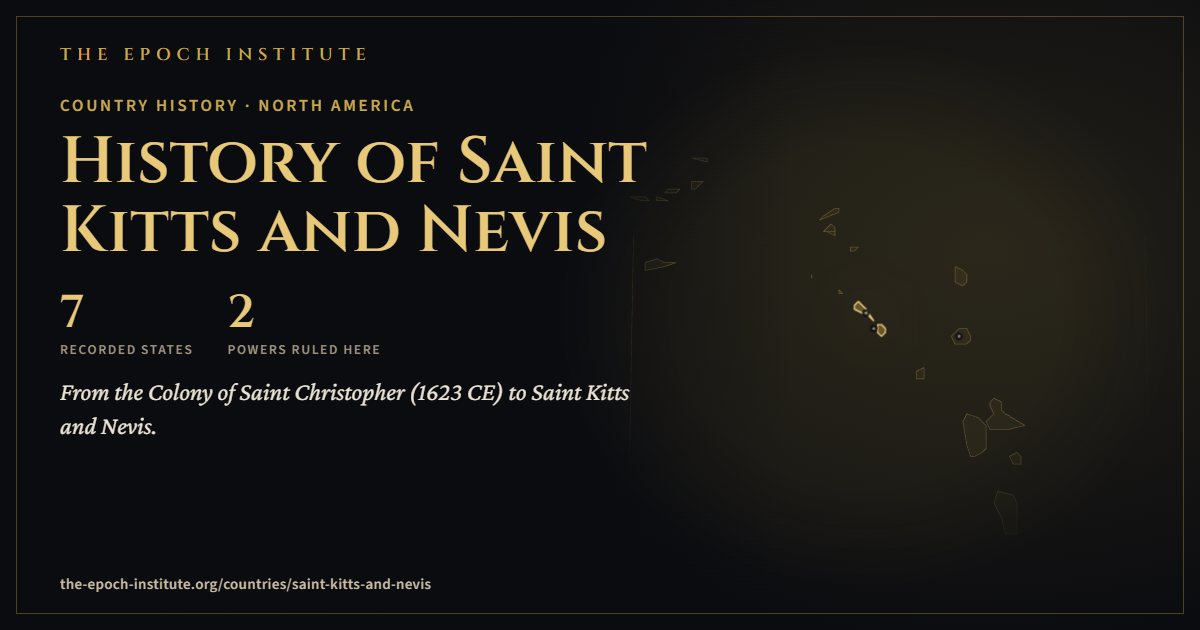 THE EPOCH INSTITUTE
COUNTRY HISTORY · NORTH AMERICA
History of Saint
Kitts and Nevis
7
2
RECORDED STATES
POWERS RULED HERE
From the Colony of Saint Christopher (1623 CE) to Saint Kitts
and Nevis.
the-epoch-institute.org/countries/saint-kitts-and-nevis